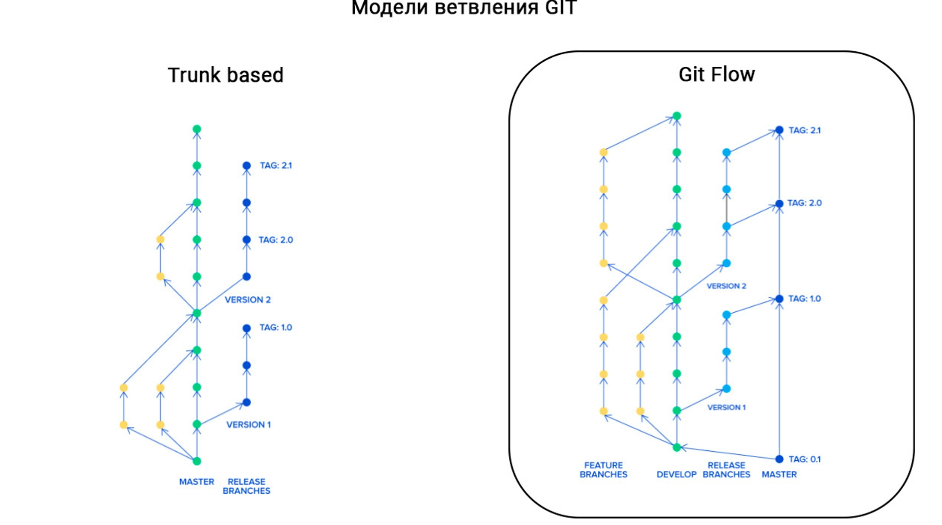 Модели ветвления GIT
Trunk based
TAG: 2.1
TAG: 2.0
VERSION 2
TAG: 1.0
VERSION 1
MASTER
RELEASE
BRANCHES
Git Flow
TAG: 2.1
TAG: 2.0
VERSION 2
TAG: 1.0
VERSION 1
TAG: 0.1
FEATURE
BRANCHES
DEVELOP
RELEASE
BRANCHES
MASTER